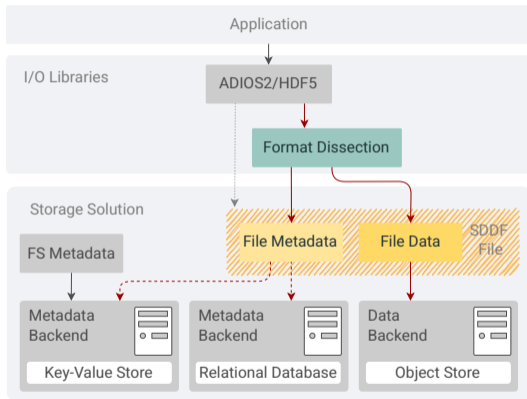 Application
I/O Libraries
ADIOS2/HDF5
Format Dissection
Storage Solution
FS Metadata
File Metadata
File Data
SDDF
File
Metadata
Backend
Key-Value Store
Metadata
Backend
Relational Database
Data
Backend
Object Store